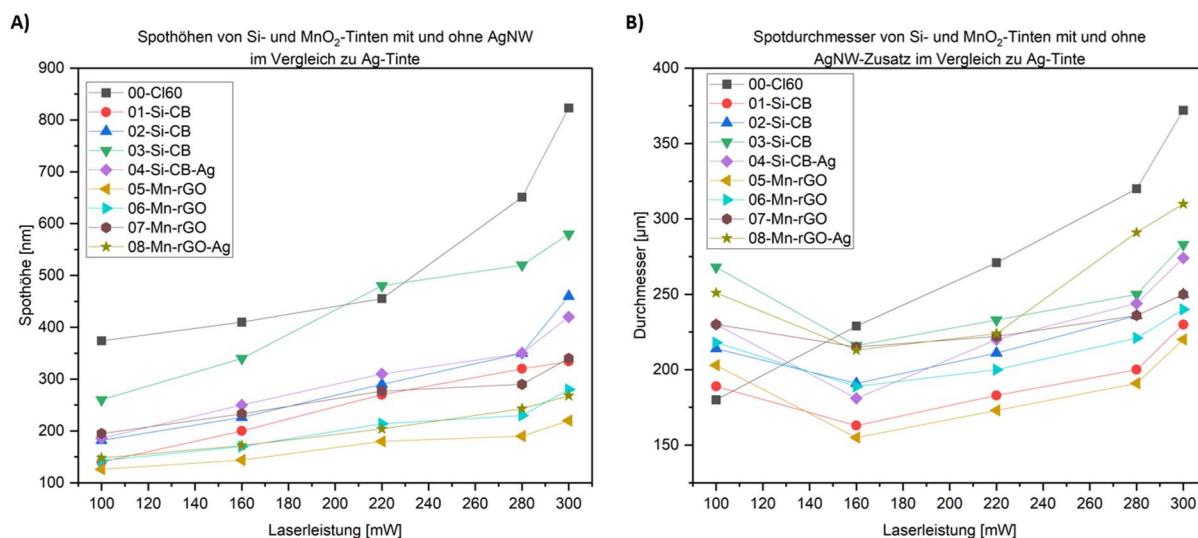 A)
Spothöhen von Si- und MnO₂-Tinten mit und ohne AgNW
im Vergleich zu Ag-Tinte
Spothöhe [nm]
900
800
700
600
500
400
300
200
100
00-Cl60
01-Si-CB
02-Si-CB
03-Si-CB
04-Si-CB-Ag
05-Mn-rGO
06-Mn-rGO
07-Mn-rGO
08-Mn-rGO-Ag
100 120 140 160 180 200 220 240 260 280 300
Laserleistung [mW]
B)
Spotdurchmesser von Si- und MnO₂-Tinten mit und ohne
AgNW-Zusatz im Vergleich zu Ag-Tinte
Durchmesser [µm]
400
350
300
250
200
150
00-Cl60
01-Si-CB
02-Si-CB
03-Si-CB
04-Si-CB-Ag
05-Mn-rGO
06-Mn-rGO
07-Mn-rGO
08-Mn-rGO-Ag
100 120 140 160 180 200 220 240 260 280 300
Laserleistung [mW]